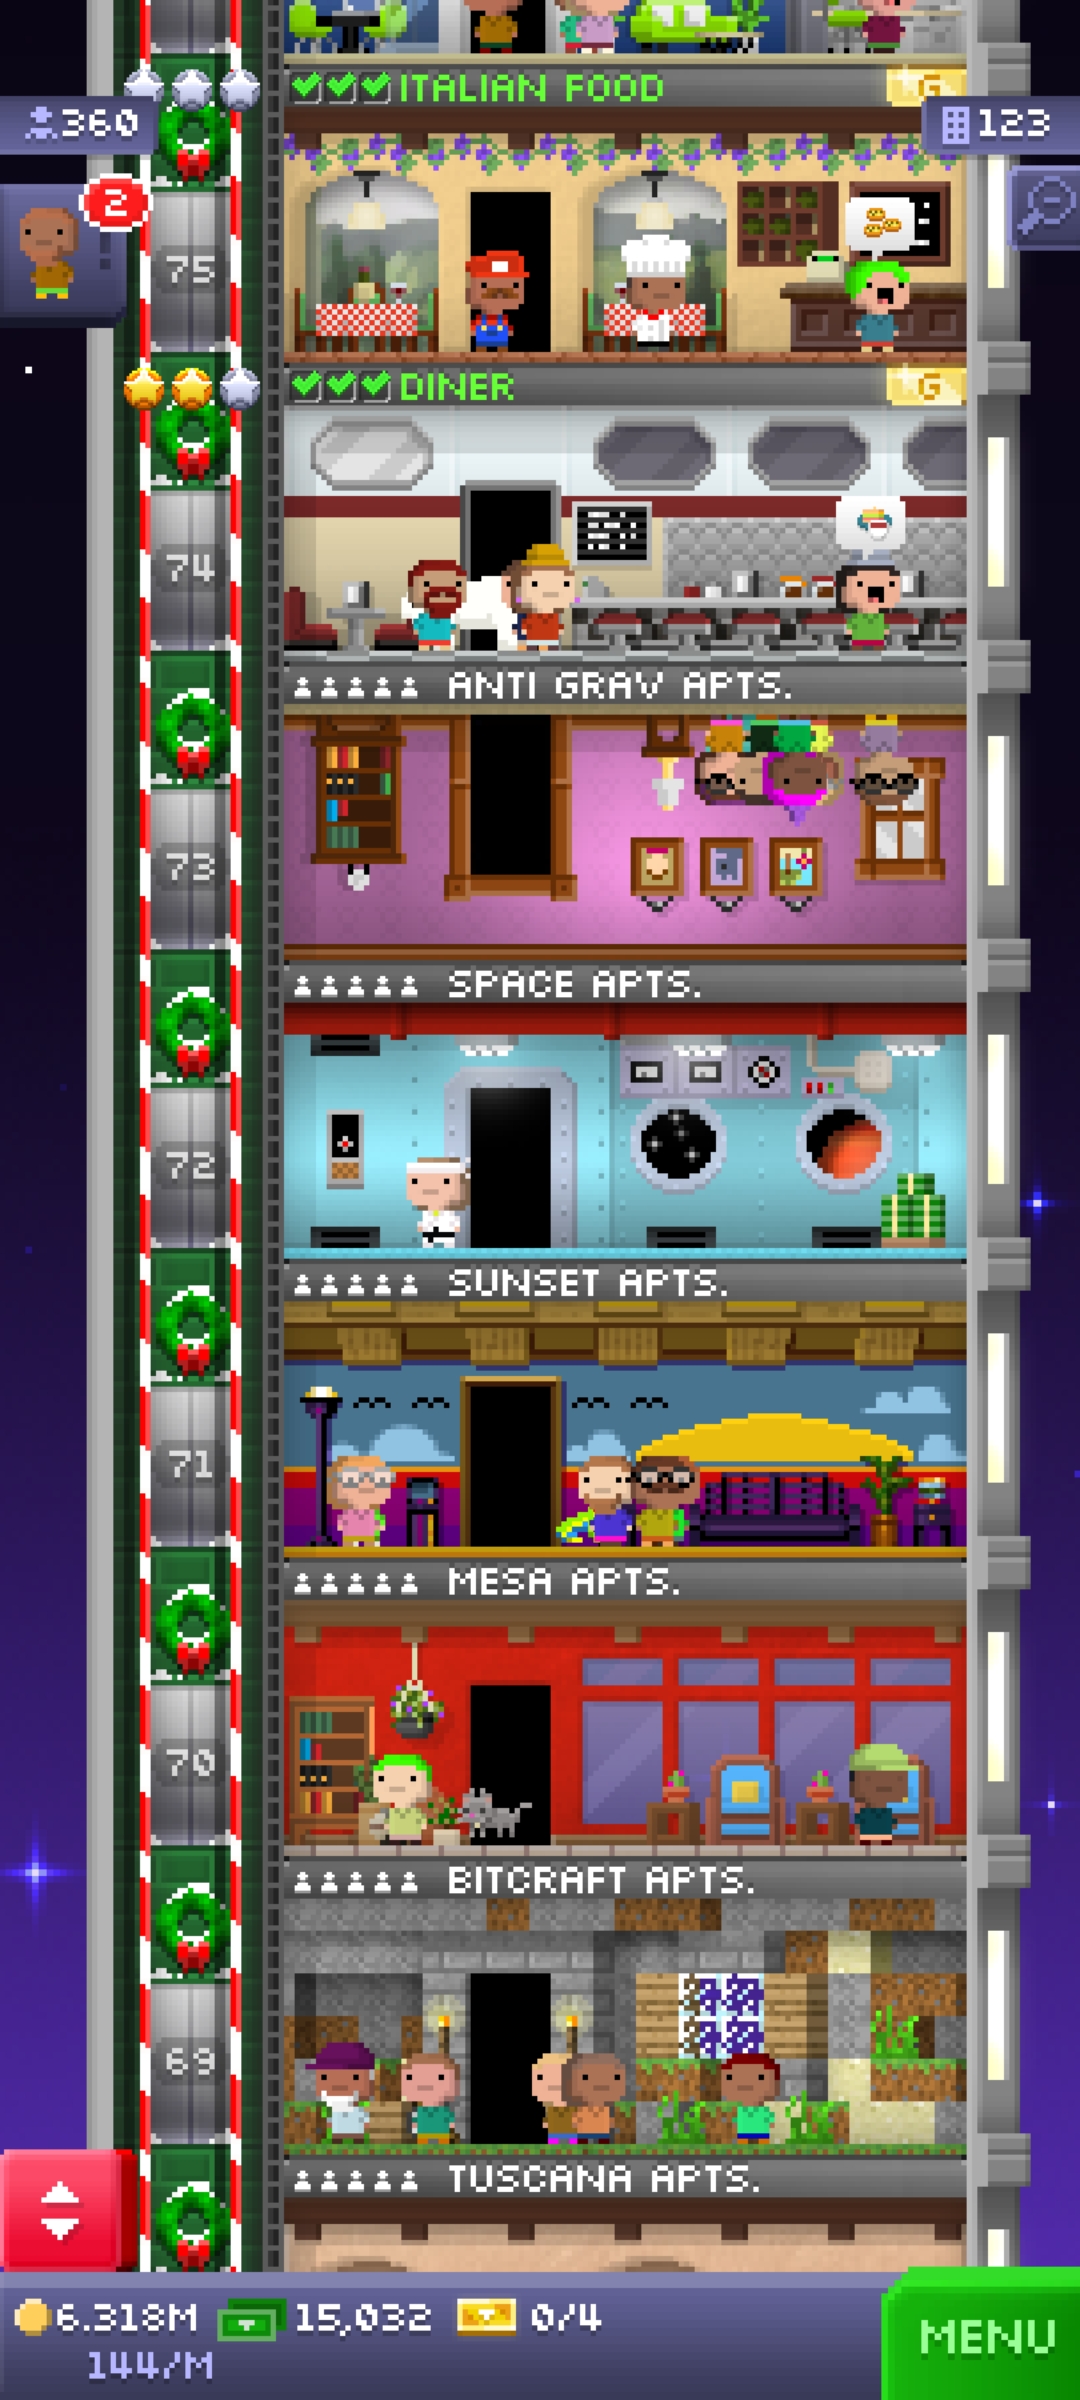 ITALIAN FOOD
G
360
123
2
75
DINER
G
74
ANTI GRAV APTS.
73
SPACE APTS.
72
SUNSET APTS.
71
MESA APTS.
70
BITCRAFT APTS.
69
TUSCANA APTS.
6.318M
15,032
0/4
144/M
MENU